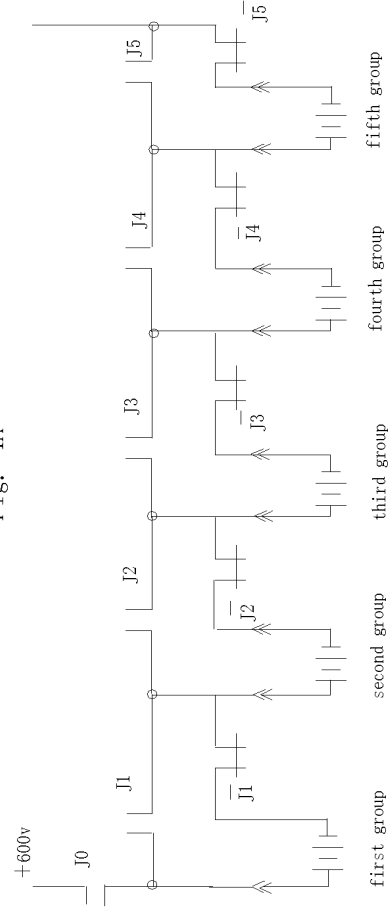 +600v
J0
J1
J2
J3
J4
J5
J̅1
J̅2
J̅3
J̅4
J̅5
first group
second group
third group
fourth group
fifth group